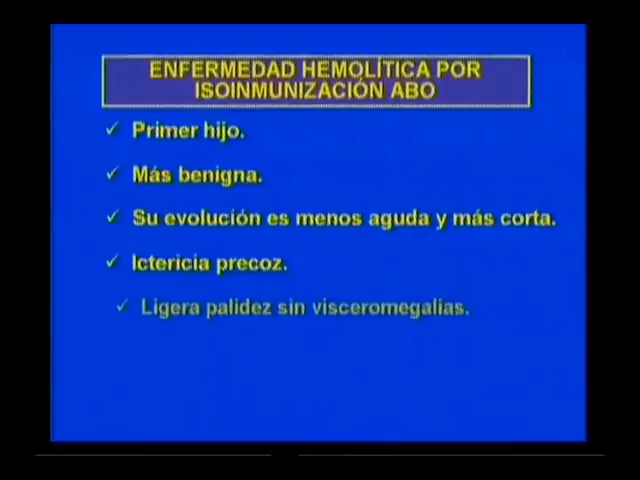 ENFERMEDAD HEMOLÍTICA POR
ISOINMUNIZACIÓN ABO
✓ Primer hijo.
✓ Más benigna.
✓ Su evolución es menos aguda y más corta.
✓ Ictericia precoz.
✓ Ligera palidez sin visceromegalias.